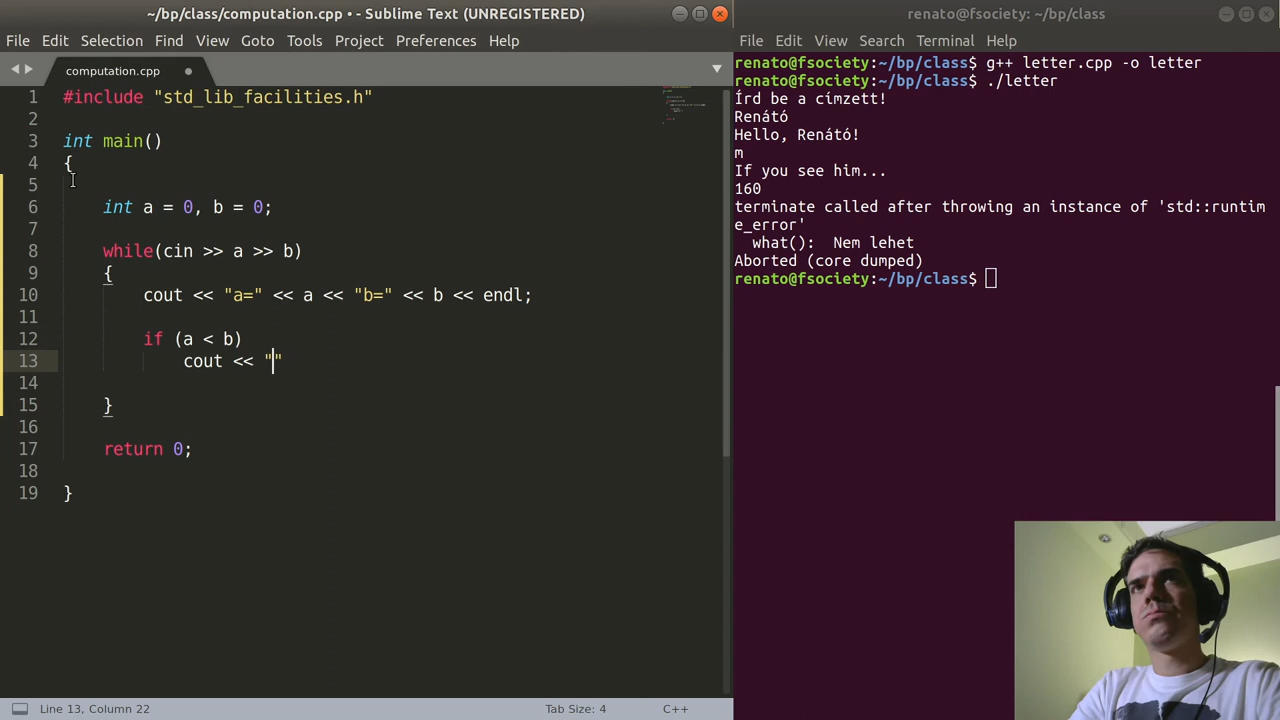 ~/bp/class/computation.cpp • - Sublime Text (UNREGISTERED)
File Edit Selection Find View Goto Tools Project Preferences Help
computation.cpp
1 #include "std_lib_facilities.h"
2
3 int main()
4 {
5
6 int a = 0, b = 0;
7
8 while(cin >> a >> b)
9 {
10 cout << "a=" << a << "b=" << b << endl;
11
12 if (a < b)
13 cout << ""
14
15 }
16
17 return 0;
18
19 }
Line 13, Column 22
Tab Size: 4
C++
renato@fsociety: ~/bp/class
File Edit View Search Terminal Help
renato@fsociety:~/bp/class$ g++ letter.cpp -o letter
renato@fsociety:~/bp/class$ ./letter
Írd be a címzett!
Renátó
Hello, Renátó!
m
If you see him...
160
terminate called after throwing an instance of 'std::runtim
e_error'
what():  Nem lehet
Aborted (core dumped)
renato@fsociety:~/bp/class$